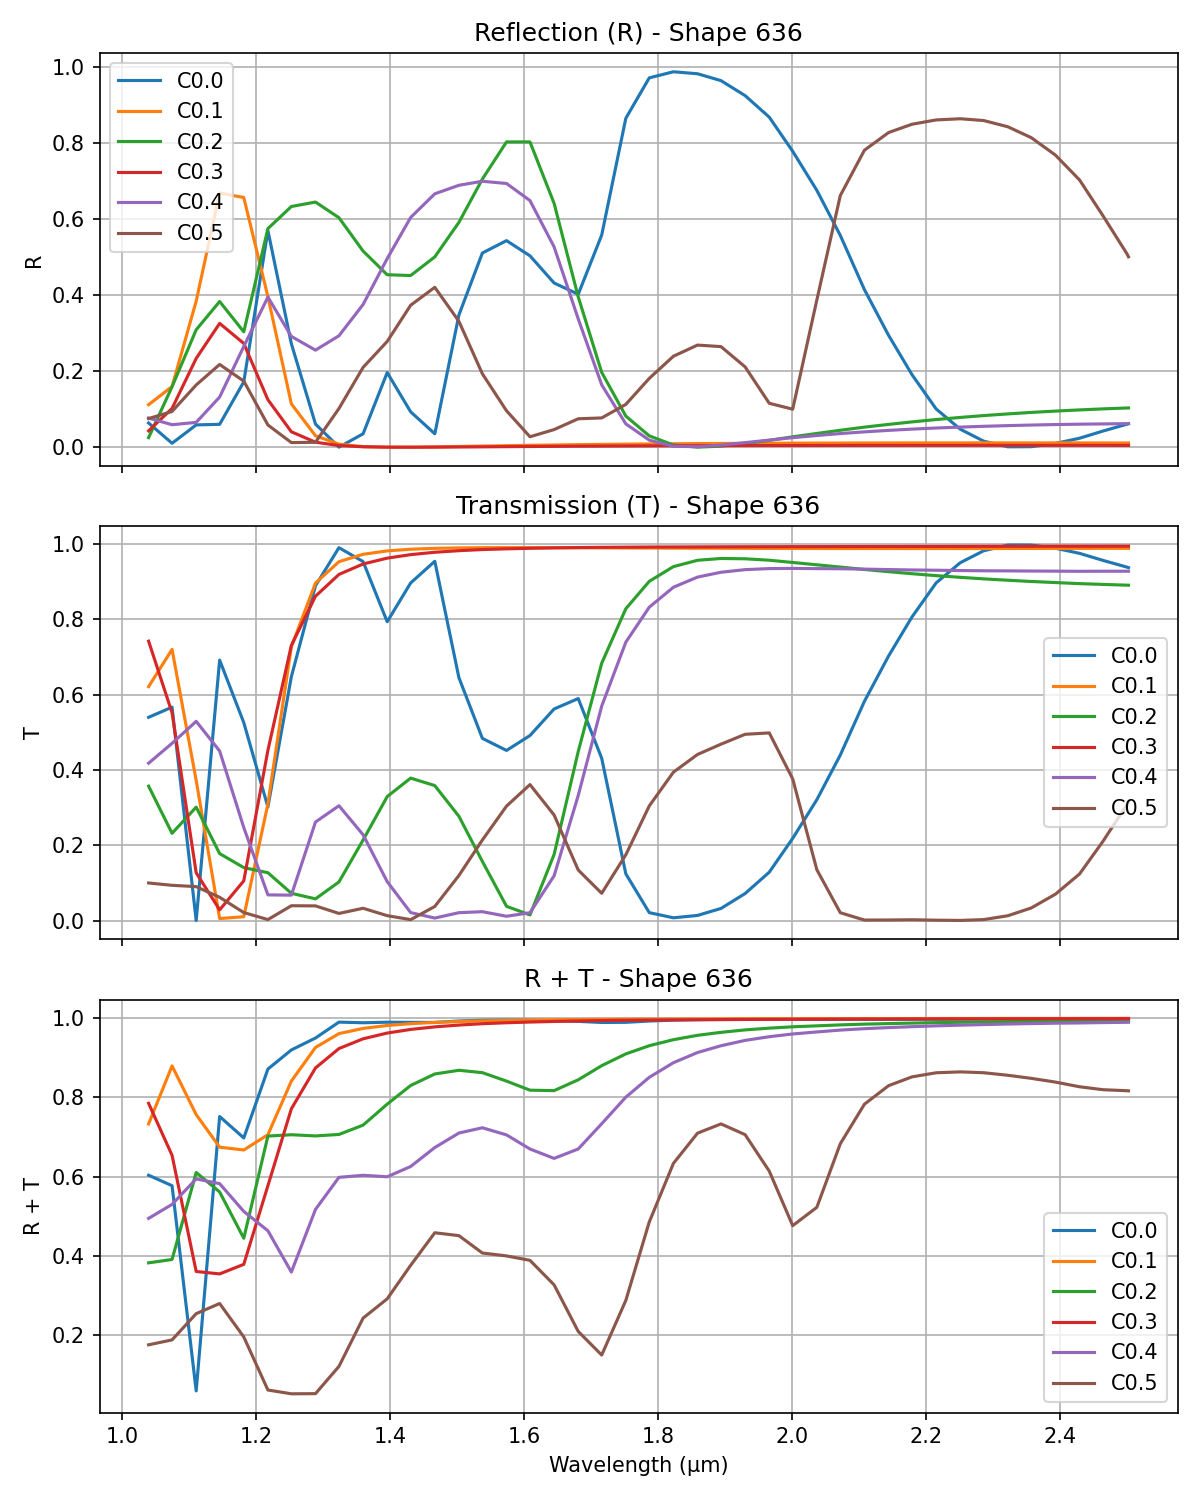 Reflection (R) - Shape 636
1.0
0.8
0.6
0.4
0.2
0.0
R
C0.0
C0.1
C0.2
C0.3
C0.4
C0.5
Transmission (T) - Shape 636
1.0
0.8
0.6
0.4
0.2
0.0
T
C0.0
C0.1
C0.2
C0.3
C0.4
C0.5
R + T - Shape 636
1.0
0.8
0.6
0.4
0.2
R + T
C0.0
C0.1
C0.2
C0.3
C0.4
C0.5
1.0 1.2 1.4 1.6 1.8 2.0 2.2 2.4
Wavelength (μm)